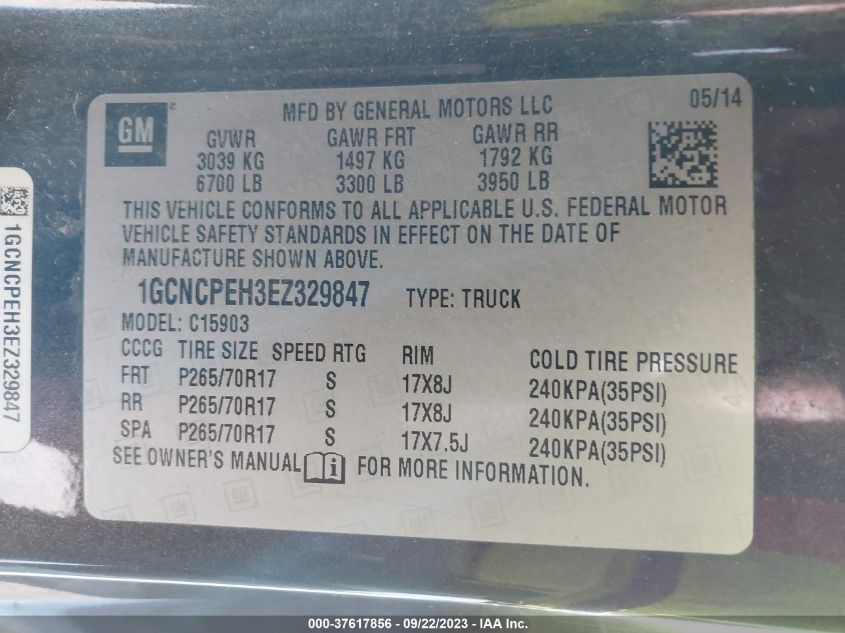 GM®
MFD BY GENERAL MOTORS LLC 05/14
GVWR GAWR FRT GAWR RR
3039 KG 1497 KG 1792 KG
6700 LB 3300 LB 3950 LB
THIS VEHICLE CONFORMS TO ALL APPLICABLE U.S. FEDERAL MOTOR
VEHICLE SAFETY STANDARDS IN EFFECT ON THE DATE OF
MANUFACTURE SHOWN ABOVE.
1GCNCPEH3EZ329847 TYPE: TRUCK
MODEL: C15903
CCCG TIRE SIZE SPEED RTG RIM COLD TIRE PRESSURE
FRT P265/70R17 S 17X8J 240KPA(35PSI)
RR P265/70R17 S 17X8J 240KPA(35PSI)
SPA P265/70R17 S 17X7.5J 240KPA(35PSI)
SEE OWNER'S MANUAL FOR MORE INFORMATION.
1GCNCPEH3EZ329847
000-37617856 - 09/22/2023 - IAA Inc.